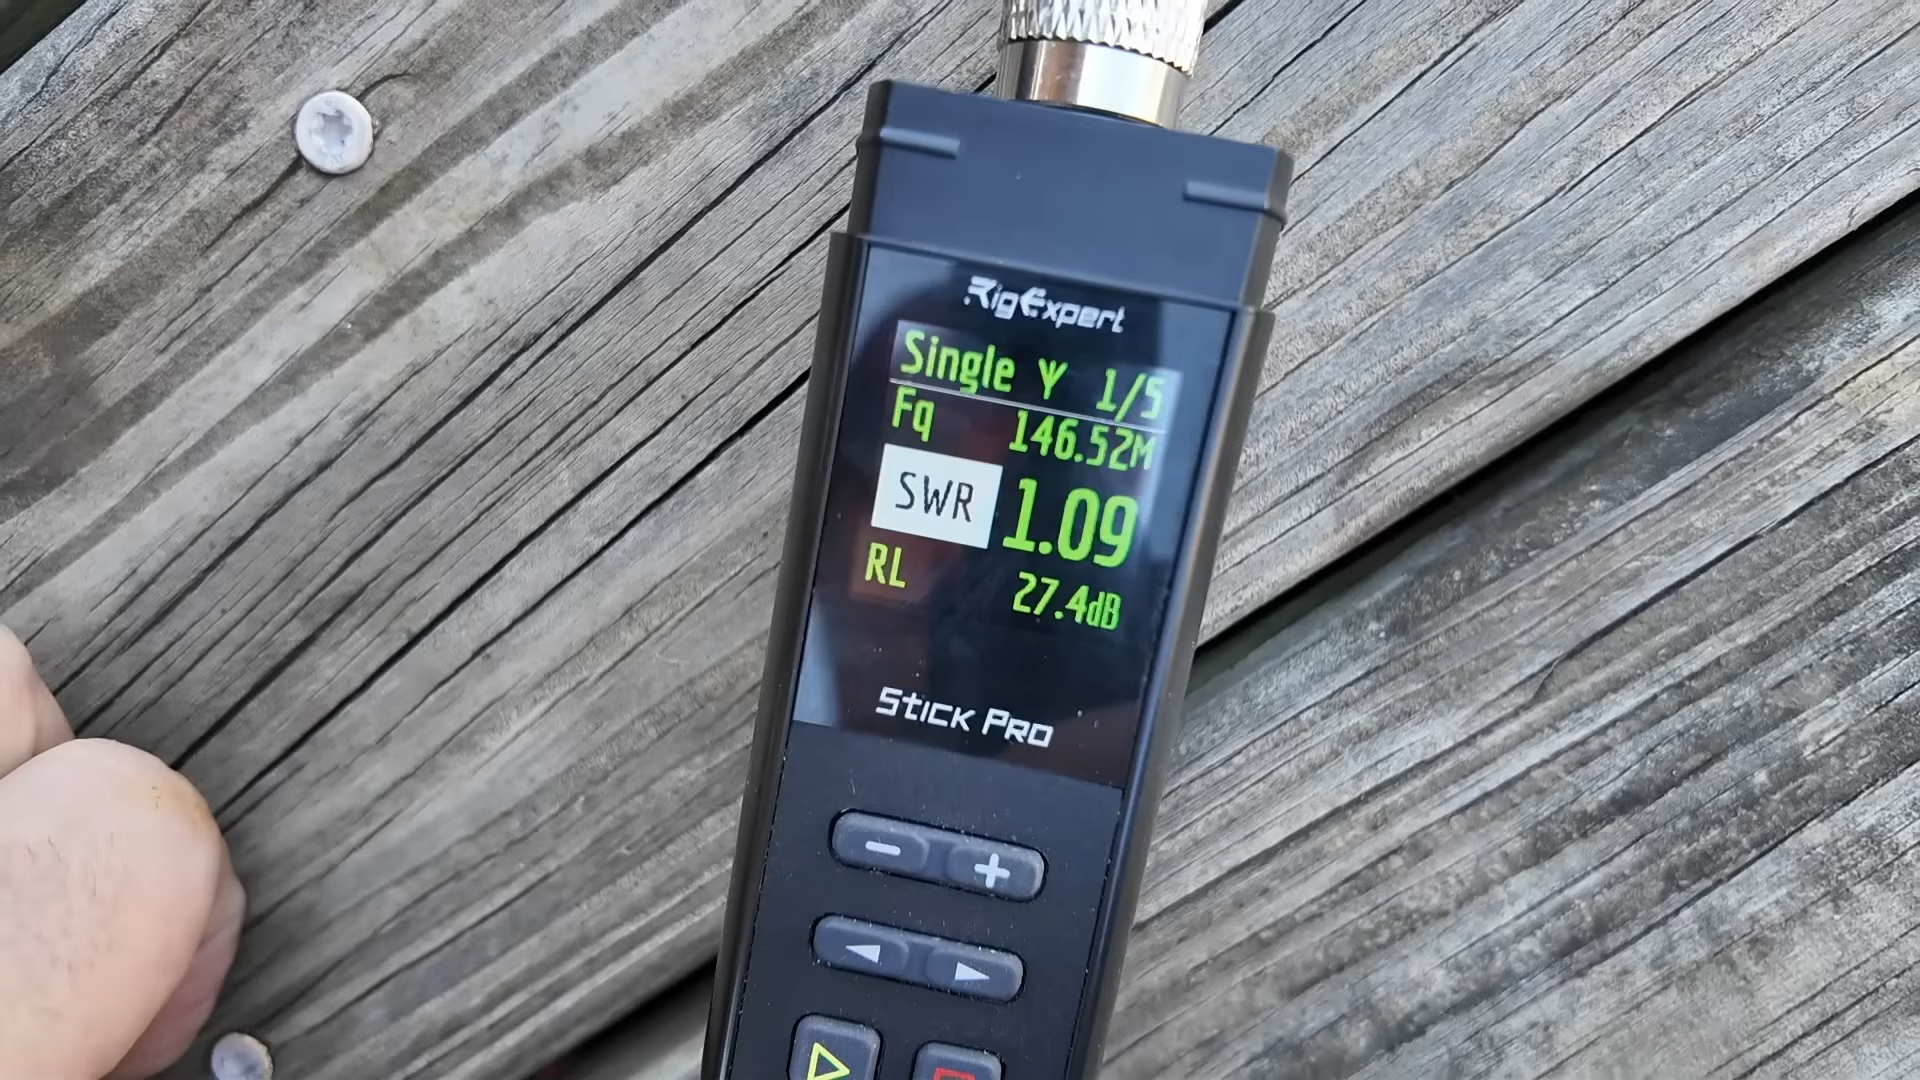 RigExpert
Single 1/5
Fq 146.52M
SWR 1.09
RL 27.4dB
Stick Pro
- +